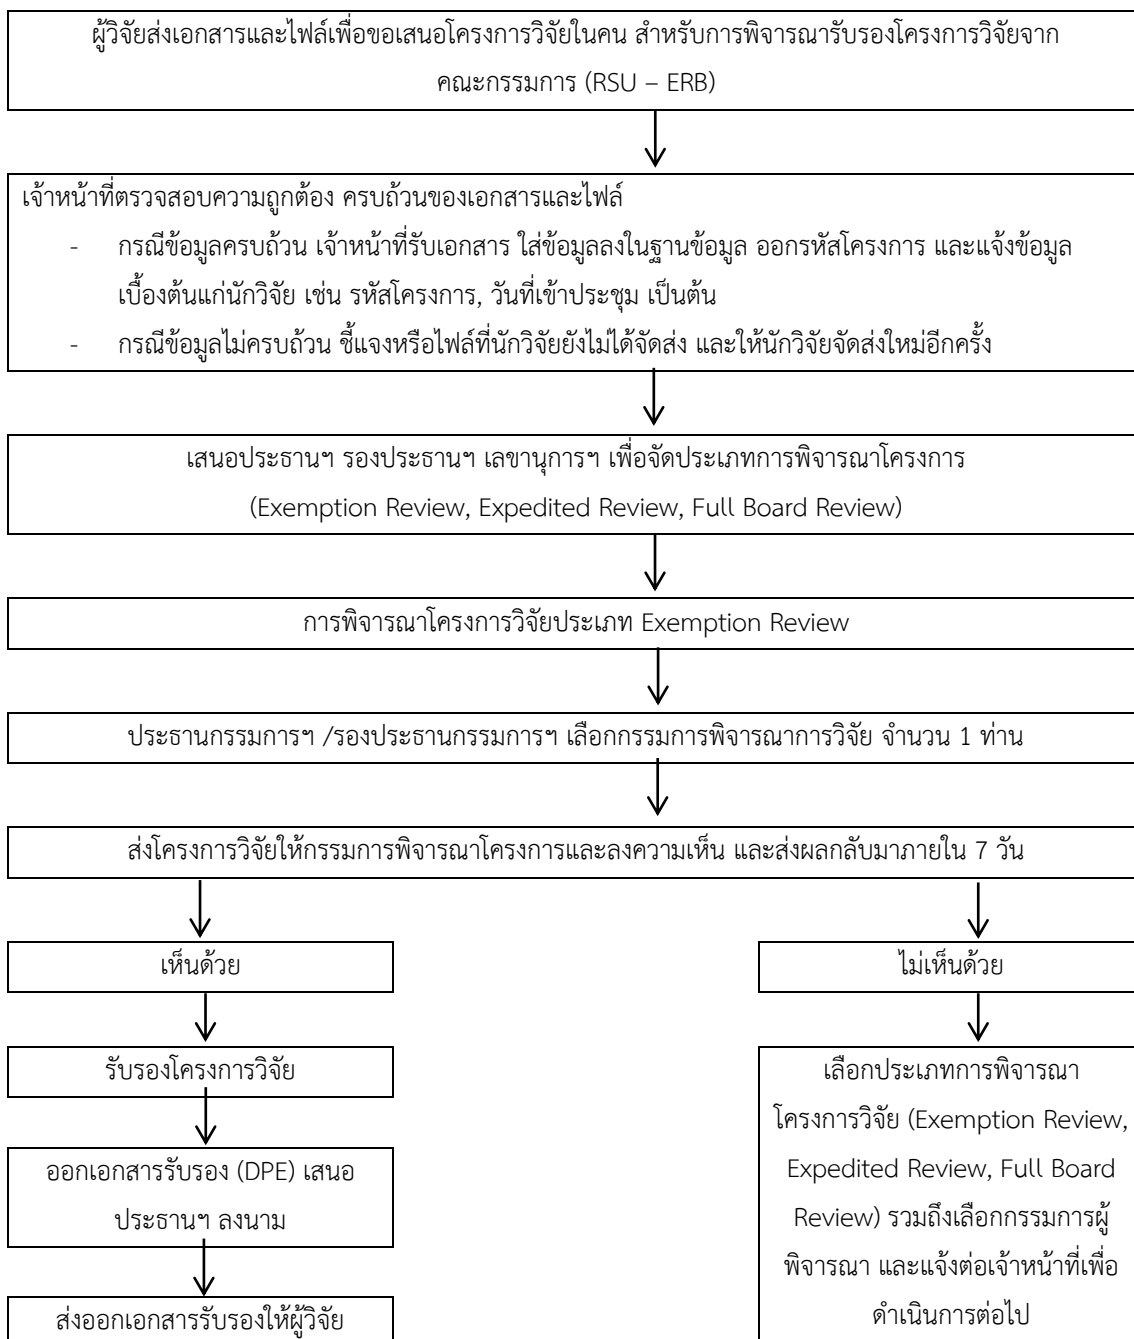 ผู้วิจัยส่งเอกสารและไฟล์เพื่อขอเสนอโครงการวิจัยในคน สำหรับการพิจารณารับรองโครงการวิจัยจาก
คณะกรรมการ (RSU – ERB)
เจ้าหน้าที่ตรวจสอบความถูกต้อง ครบถ้วนของเอกสารและไฟล์
- กรณีข้อมูลครบถ้วน เจ้าหน้าที่รับเอกสาร ใส่ข้อมูลลงในฐานข้อมูล ออกรหัสโครงการ และแจ้งข้อมูล
เบื้องต้นแก่นักวิจัย เช่น รหัสโครงการ, วันที่เข้าประชุม เป็นต้น
- กรณีข้อมูลไม่ครบถ้วน ชี้แจงหรือไฟล์ที่นักวิจัยยังไม่ได้จัดส่ง และให้นักวิจัยจัดส่งใหม่อีกครั้ง
เสนอประธานฯ รองประธานฯ เลขานุการฯ เพื่อจัดประเภทการพิจารณาโครงการ
(Exemption Review, Expedited Review, Full Board Review)
การพิจารณาโครงการวิจัยประเภท Exemption Review
ประธานกรรมการฯ /รองประธานกรรมการฯ เลือกกรรมการพิจารณาการวิจัย จำนวน 1 ท่าน
ส่งโครงการวิจัยให้กรรมการพิจารณาโครงการและลงความเห็น และส่งผลกลับมาภายใน 7 วัน
เห็นด้วย
รับรองโครงการวิจัย
ออกเอกสารรับรอง (DPE) เสนอ
ประธานฯ ลงนาม
ส่งออกเอกสารรับรองให้ผู้วิจัย
ไม่เห็นด้วย
เลือกประเภทการพิจารณา
โครงการวิจัย (Exemption Review,
Expedited Review, Full Board
Review) รวมถึงเลือกกรรมการผู้
พิจารณา และแจ้งต่อเจ้าหน้าที่เพื่อ
ดำเนินการต่อไป